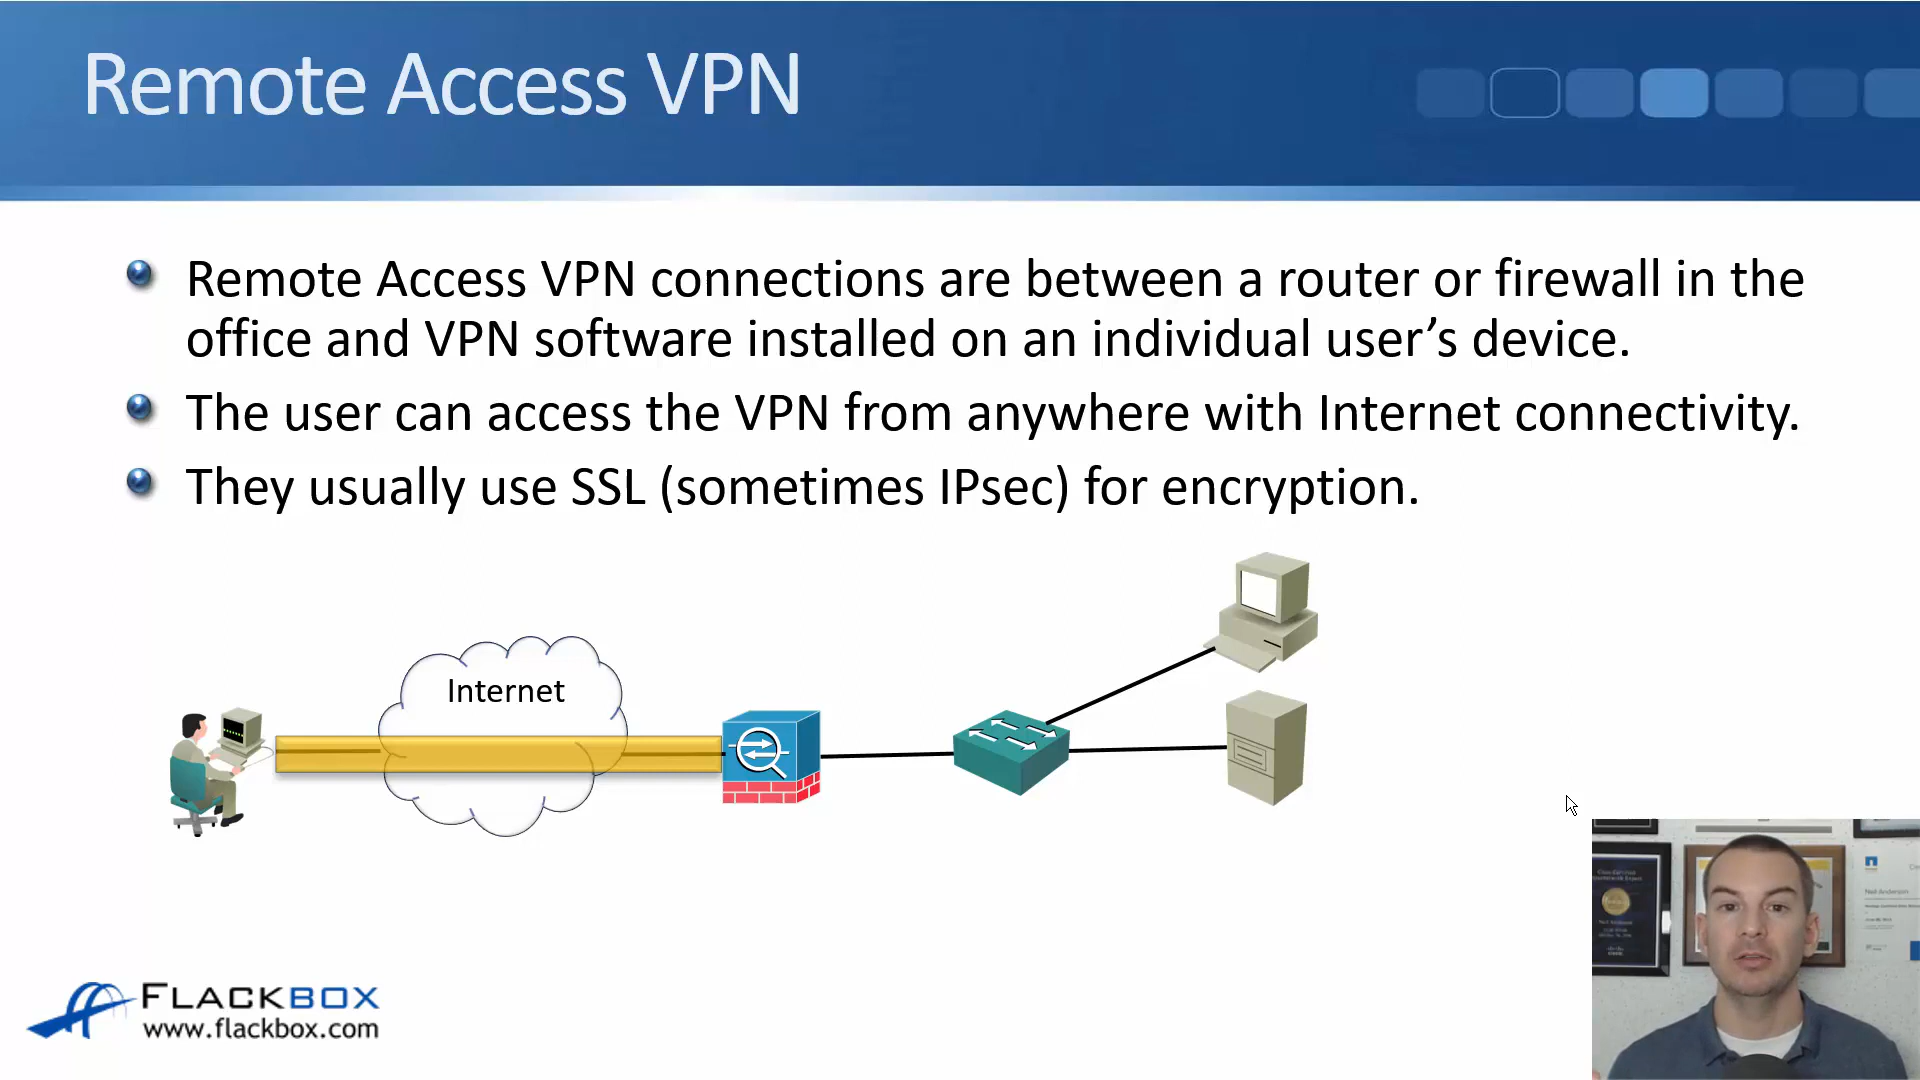 Remote Access VPN
Remote Access VPN connections are between a router or firewall in the
office and VPN software installed on an individual user’s device.
The user can access the VPN from anywhere with Internet connectivity.
They usually use SSL (sometimes IPsec) for encryption.
Internet
FLACKBOX
www.flackbox.com
Neil Anderson